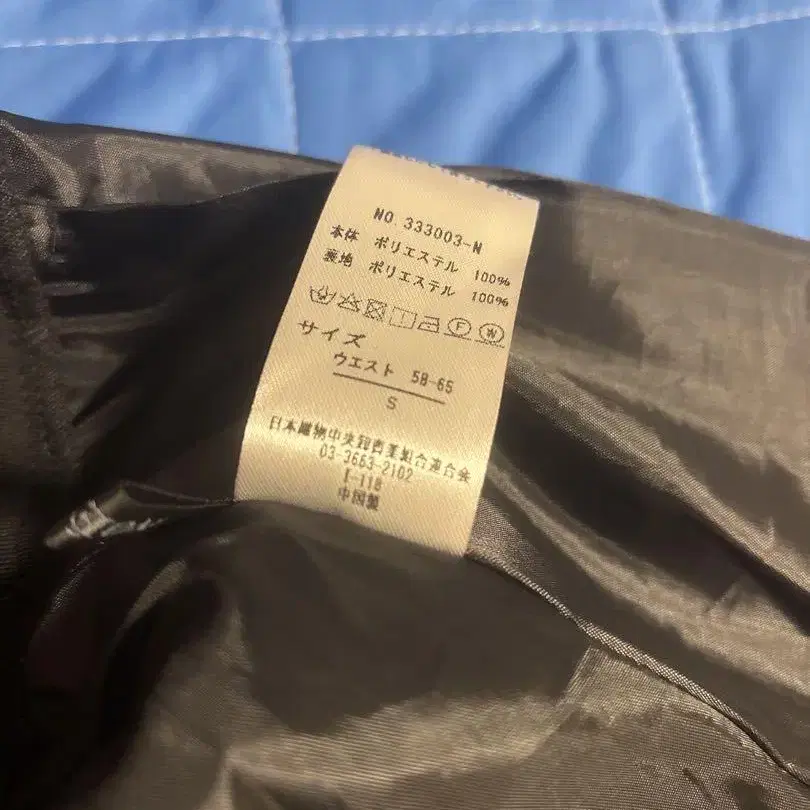 NO.333003-N
本体 ポリエステル 100%
裏地 ポリエステル 100%
F W
サイズ
ウエスト 58-65
S
日本織物中央卸商業組合連合会
03-3663-2102
I-118
中国製